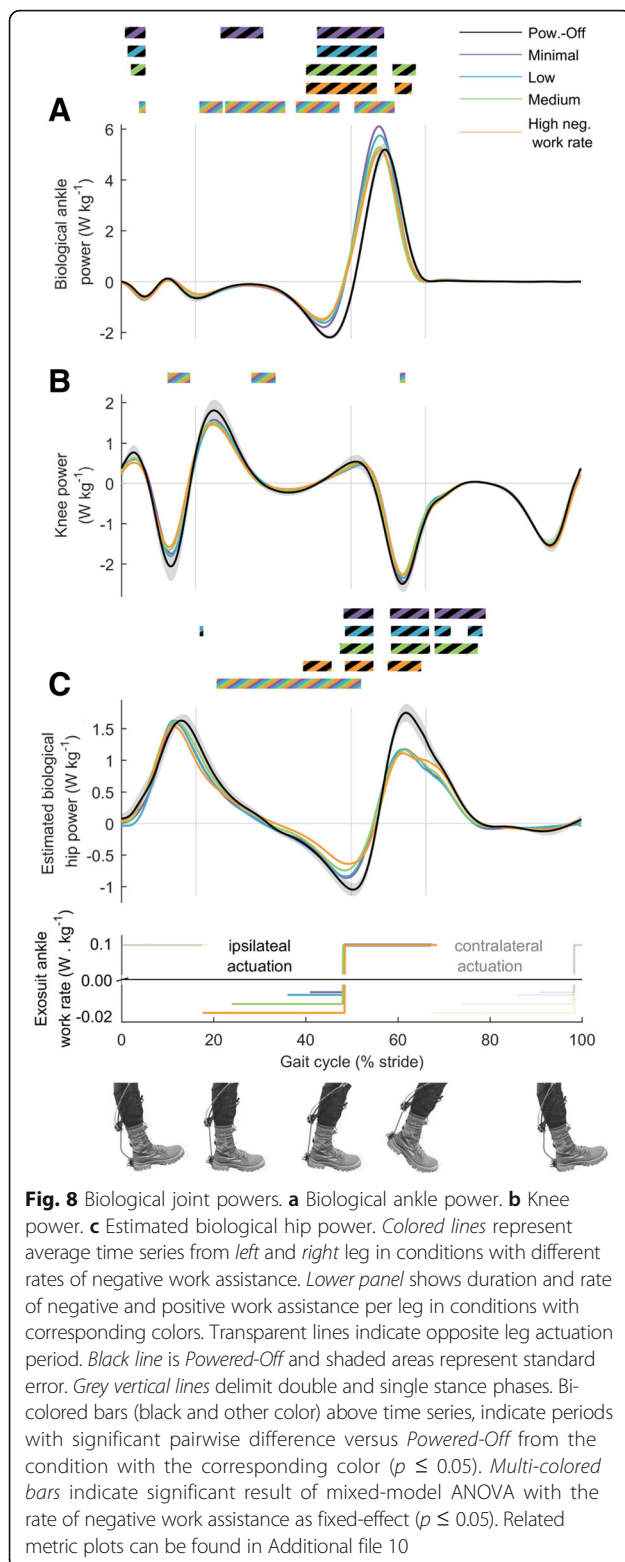 Pow.-Off
Minimal
Low
Medium
High neg.
work rate
A
6
4
2
0
-2
Biological ankle
power (W kg-1)
B
2
1
0
-1
-2
Knee power
(W kg-1)
C
1.5
1
0.5
0
-0.5
-1
Estimated biological
hip power (W kg-1)
Exosuit ankle
work rate (W . kg-1)
0.1
0.00
-0.02
ipsilateral
actuation
contralateral
actuation
0 20 40 60 80 100
Gait cycle (% stride)
Fig. 8 Biological joint powers. a Biological ankle power. b Knee
power. c Estimated biological hip power. Colored lines represent
average time series from left and right leg in conditions with different
rates of negative work assistance. Lower panel shows duration and rate
of negative and positive work assistance per leg in conditions with
corresponding colors. Transparent lines indicate opposite leg actuation
period. Black line is Powered-Off and shaded areas represent standard
error. Grey vertical lines delimit double and single stance phases. Bi-
colored bars (black and other color) above time series, indicate periods
with significant pairwise difference versus Powered-Off from the
condition with the corresponding color (p ≤ 0.05). Multi-colored
bars indicate significant result of mixed-model ANOVA with the
rate of negative work assistance as fixed-effect (p ≤ 0.05). Related
metric plots can be found in Additional file 10